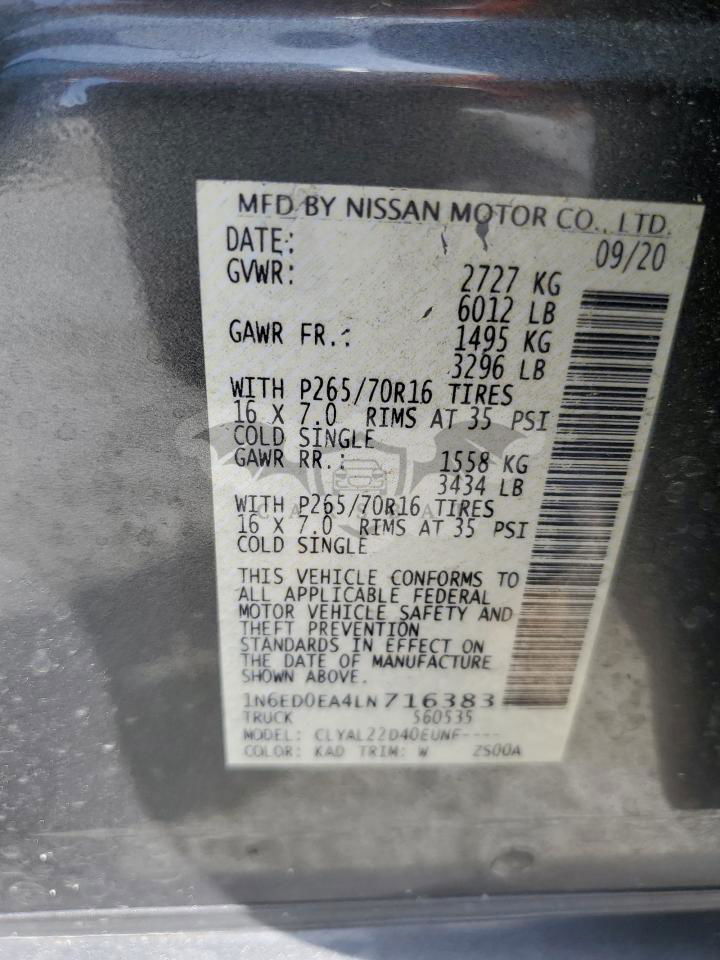 MFD BY NISSAN MOTOR CO., LTD.
DATE: 09/20
GVWR: 2727 KG
6012 LB
GAWR FR.: 1495 KG
3296 LB
WITH P265/70R16 TIRES
16 X 7.0 RIMS AT 35 PSI
COLD SINGLE
GAWR RR.: 1558 KG
3434 LB
WITH P265/70R16 TIRES
16 X 7.0 RIMS AT 35 PSI
COLD SINGLE
THIS VEHICLE CONFORMS TO
ALL APPLICABLE FEDERAL
MOTOR VEHICLE SAFETY AND
THEFT PREVENTION
STANDARDS IN EFFECT ON
THE DATE OF MANUFACTURE
SHOWN ABOVE.
1N6ED0EA4LN716383
TRUCK 560535
MODEL: CLYAL22D40EUNF----
COLOR: KAD TRIM: W ZS00A